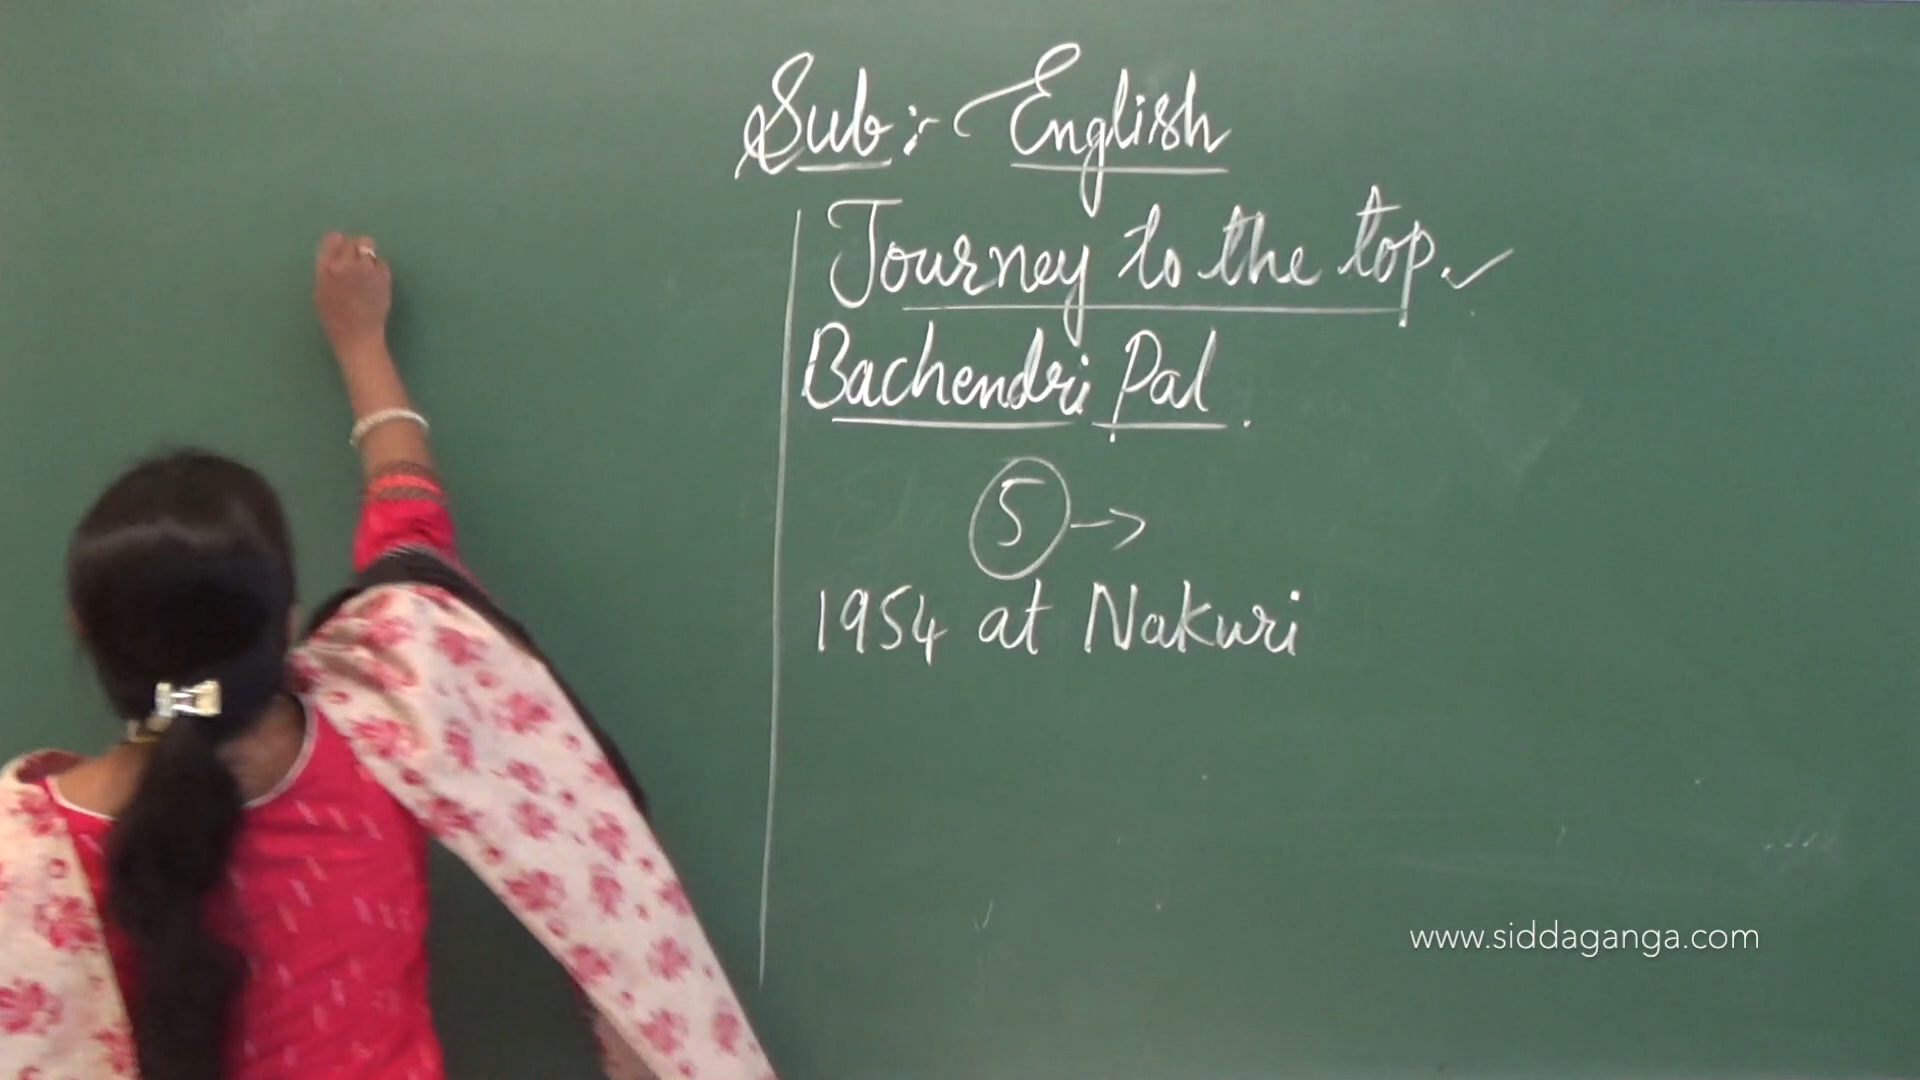 Sub:- English
Journey to the top.
Bachendri Pal.
5 →
1954 at Nakuri
www.siddaganga.com